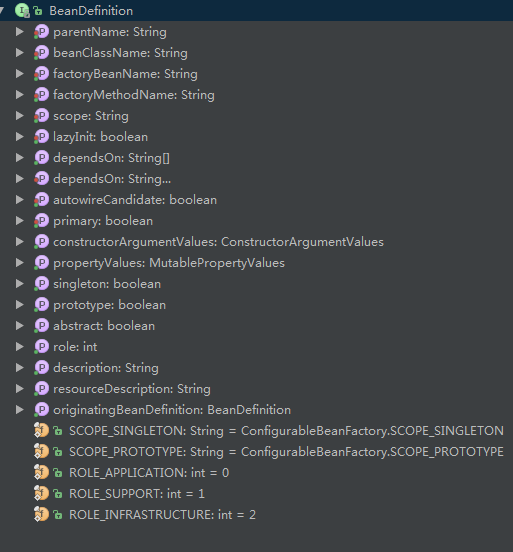 BeanDefinition
parentName: String
beanClassName: String
factoryBeanName: String
factoryMethodName: String
scope: String
lazyInit: boolean
dependsOn: String[]
dependsOn: String...
autowireCandidate: boolean
primary: boolean
constructorArgumentValues: ConstructorArgumentValues
propertyValues: MutablePropertyValues
singleton: boolean
prototype: boolean
abstract: boolean
role: int
description: String
resourceDescription: String
originatingBeanDefinition: BeanDefinition
SCOPE_SINGLETON: String = ConfigurableBeanFactory.SCOPE_SINGLETON
SCOPE_PROTOTYPE: String = ConfigurableBeanFactory.SCOPE_PROTOTYPE
ROLE_APPLICATION: int = 0
ROLE_SUPPORT: int = 1
ROLE_INFRASTRUCTURE: int = 2